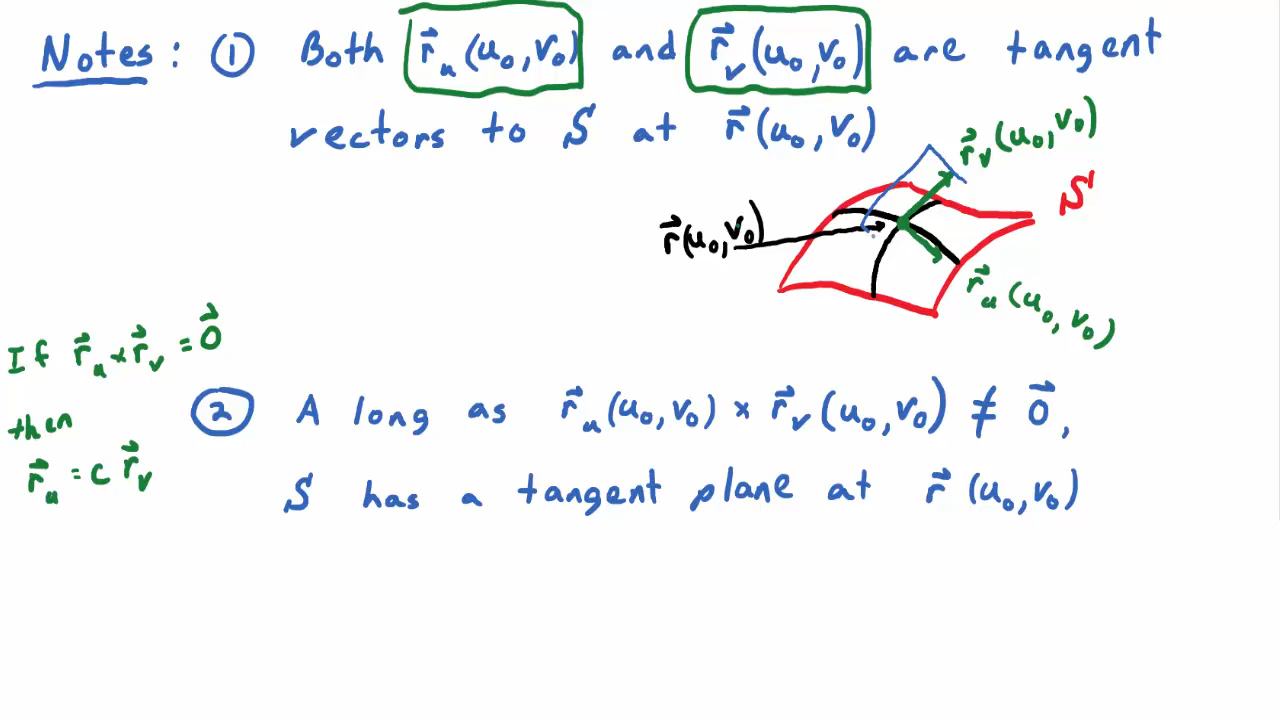 Notes: ① Both r⃗ᵤ(u₀,v₀) and r⃗ᵥ(u₀,v₀) are tangent
vectors to S at r⃗(u₀,v₀)
r⃗ᵥ(u₀,v₀)
S
r⃗(u₀,v₀)
r⃗ᵤ(u₀,v₀)
If r⃗ᵤ×r⃗ᵥ = 0⃗
then
r⃗ᵤ = c r⃗ᵥ
② A long as r⃗ᵤ(u₀,v₀) × r⃗ᵥ(u₀,v₀) ≠ 0⃗,
S has a tangent plane at r⃗(u₀,v₀)